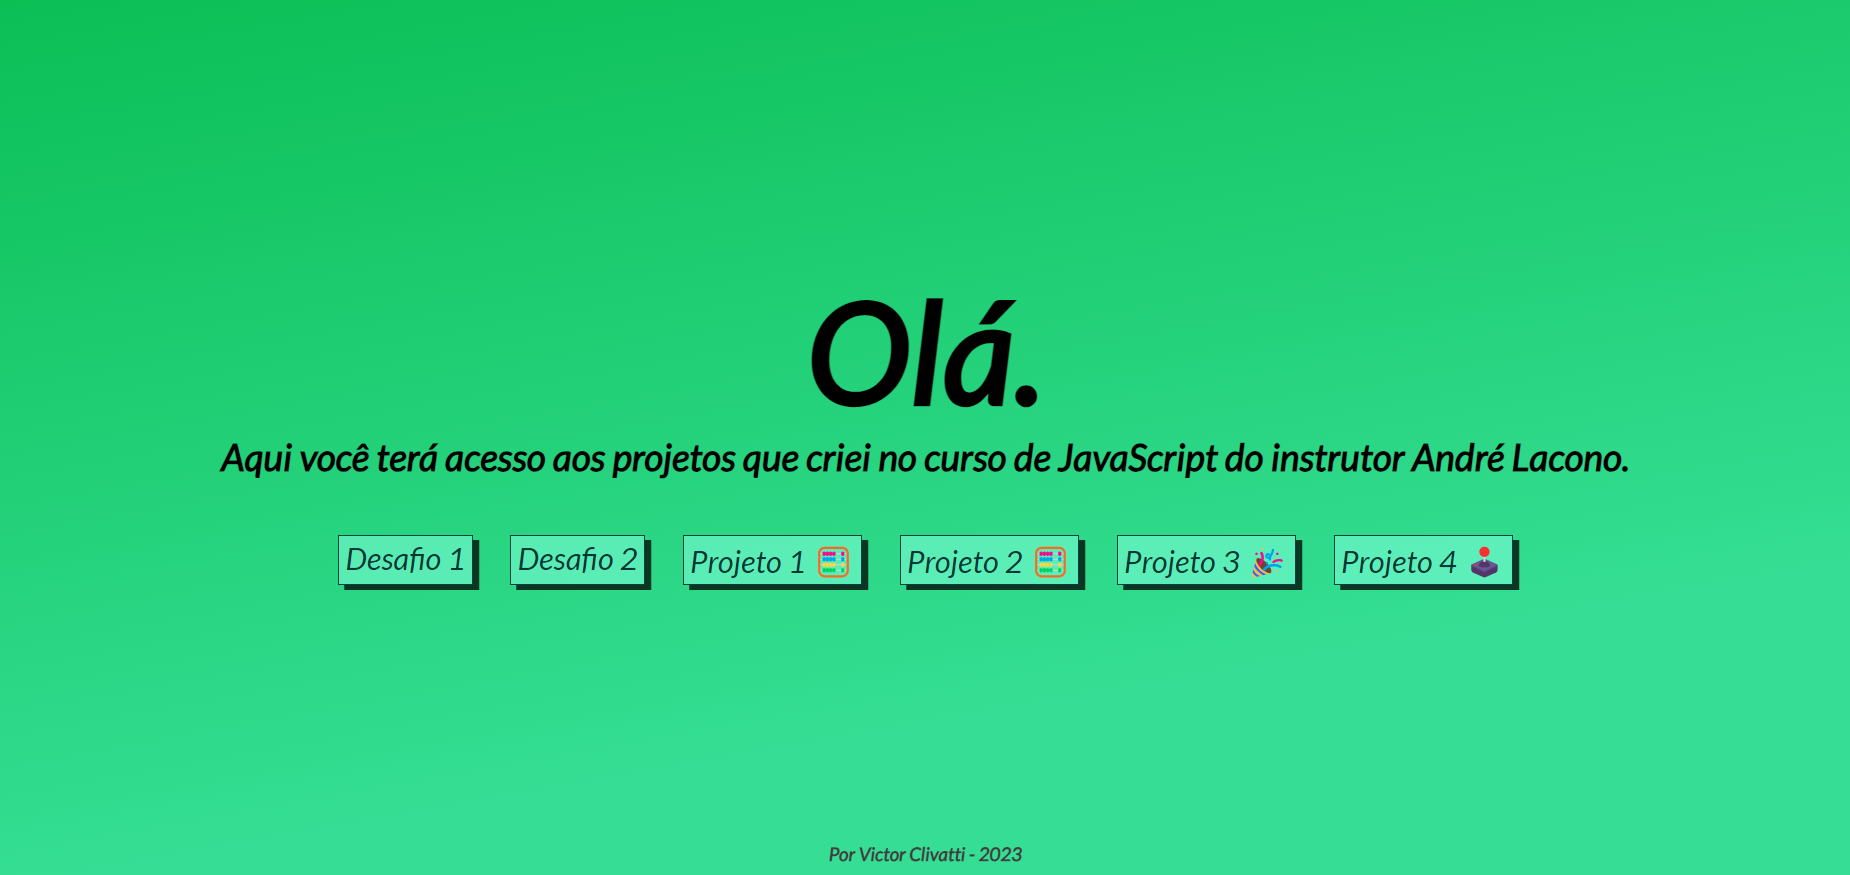 Olá.
Aqui você terá acesso aos projetos que criei no curso de JavaScript do instrutor André Lacono.
Desafio 1 Desafio 2 Projeto 1 🧮 Projeto 2 🧮 Projeto 3 🎉 Projeto 4 🕹️
Por Victor Clivatti - 2023